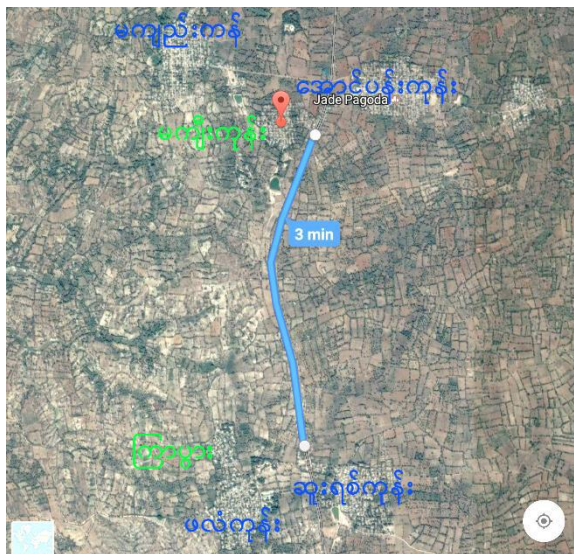 မကျည်းကန်
အောင်ပန်းကုန်း
Jade Pagoda
မကျီးကုန်း
3 min
ကြာပွား
ဆူးရစ်ကုန်း
ဖလံကုန်း